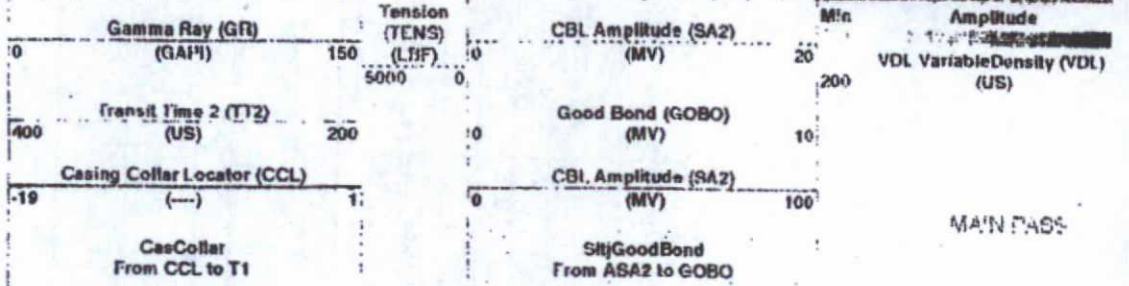 Gamma Ray (GR)
0 (GAPI) 150
Transit Time 2 (TT2)
400 (US) 200
Casing Collar Locator (CCL)
-19 (----) 1
CasCollar
From CCL to T1
Tension
(TENS)
(LBF)
5000 0
CBL Amplitude (SA2)
0 (MV) 20
Good Bond (GOBO)
0 (MV) 10
CBL Amplitude (SA2)
0 (MV) 100
SltjGoodBond
From ASA2 to GOBO
Min Amplitude
VDL VariableDensity (VDL)
200 (US)
MAIN PASS